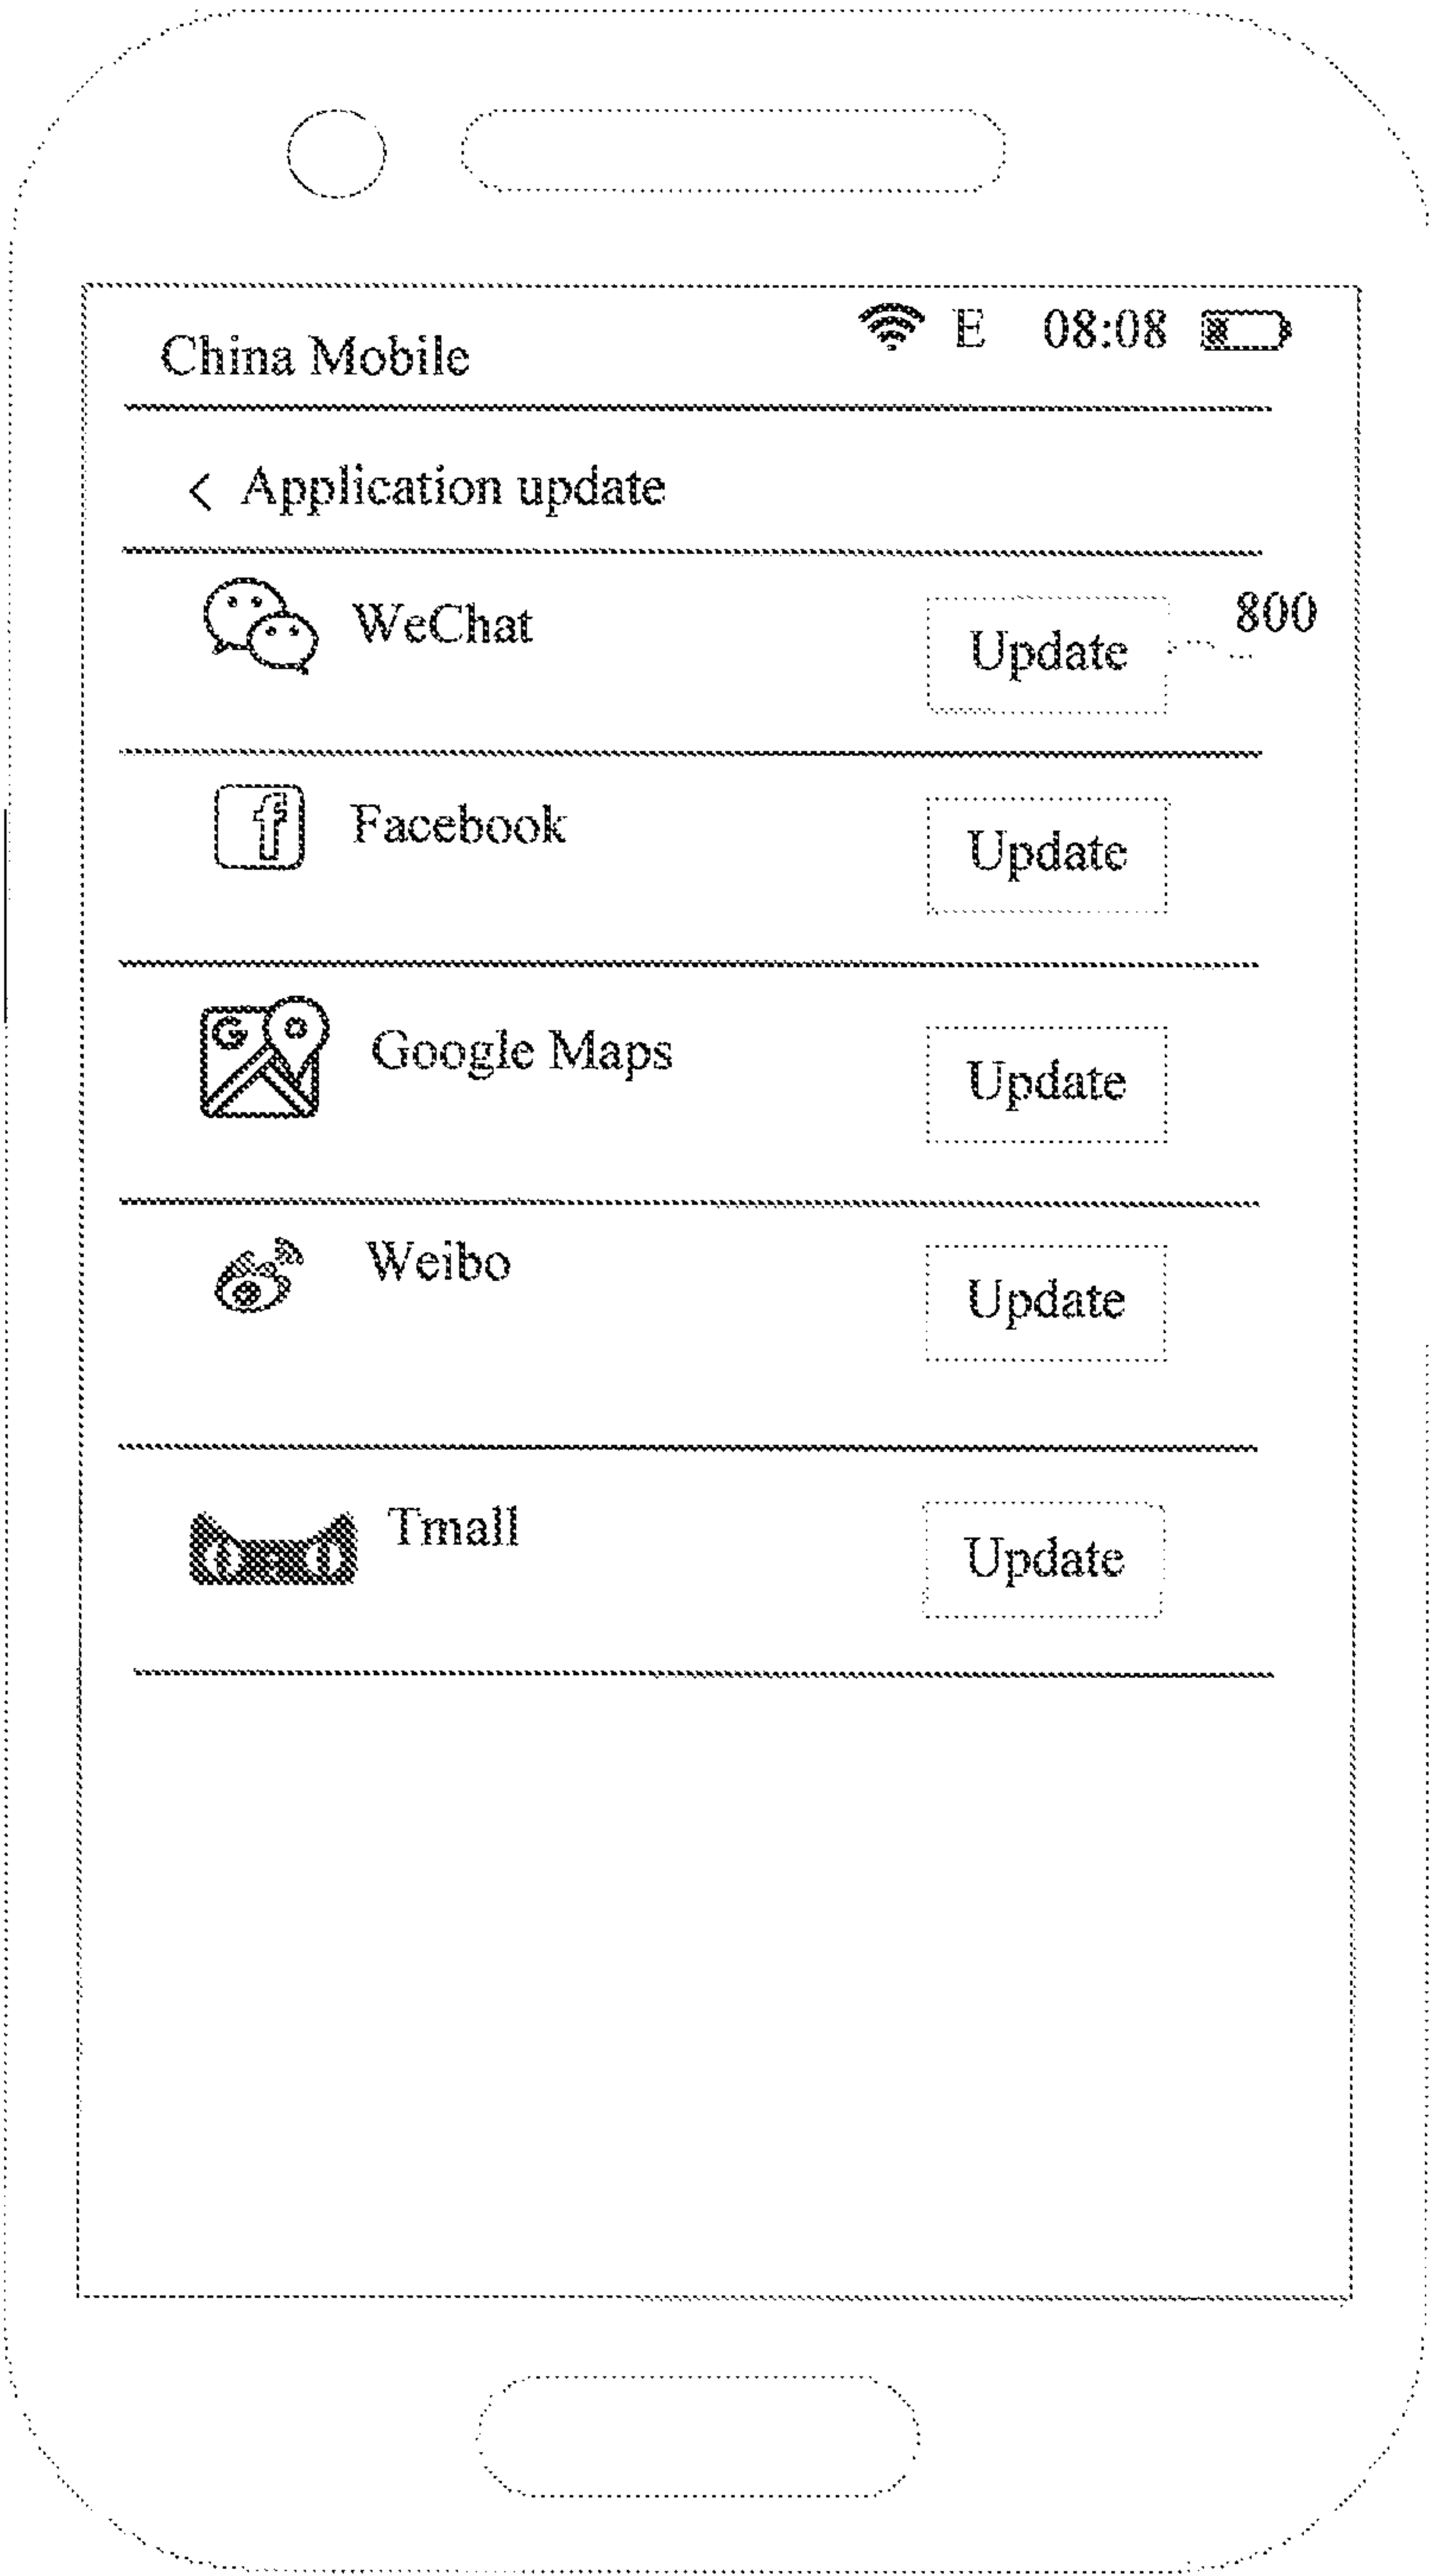 China Mobile E 08:08
< Application update
WeChat Update 800
f Facebook Update
G Google Maps Update
Weibo Update
Tmall Update